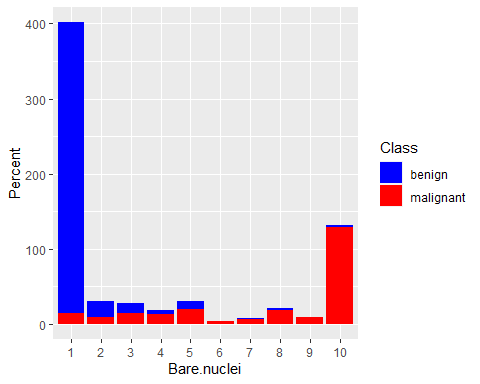 400
300
200
100
0
Percent
1 2 3 4 5 6 7 8 9 10
Bare.nuclei
Class
benign
malignant